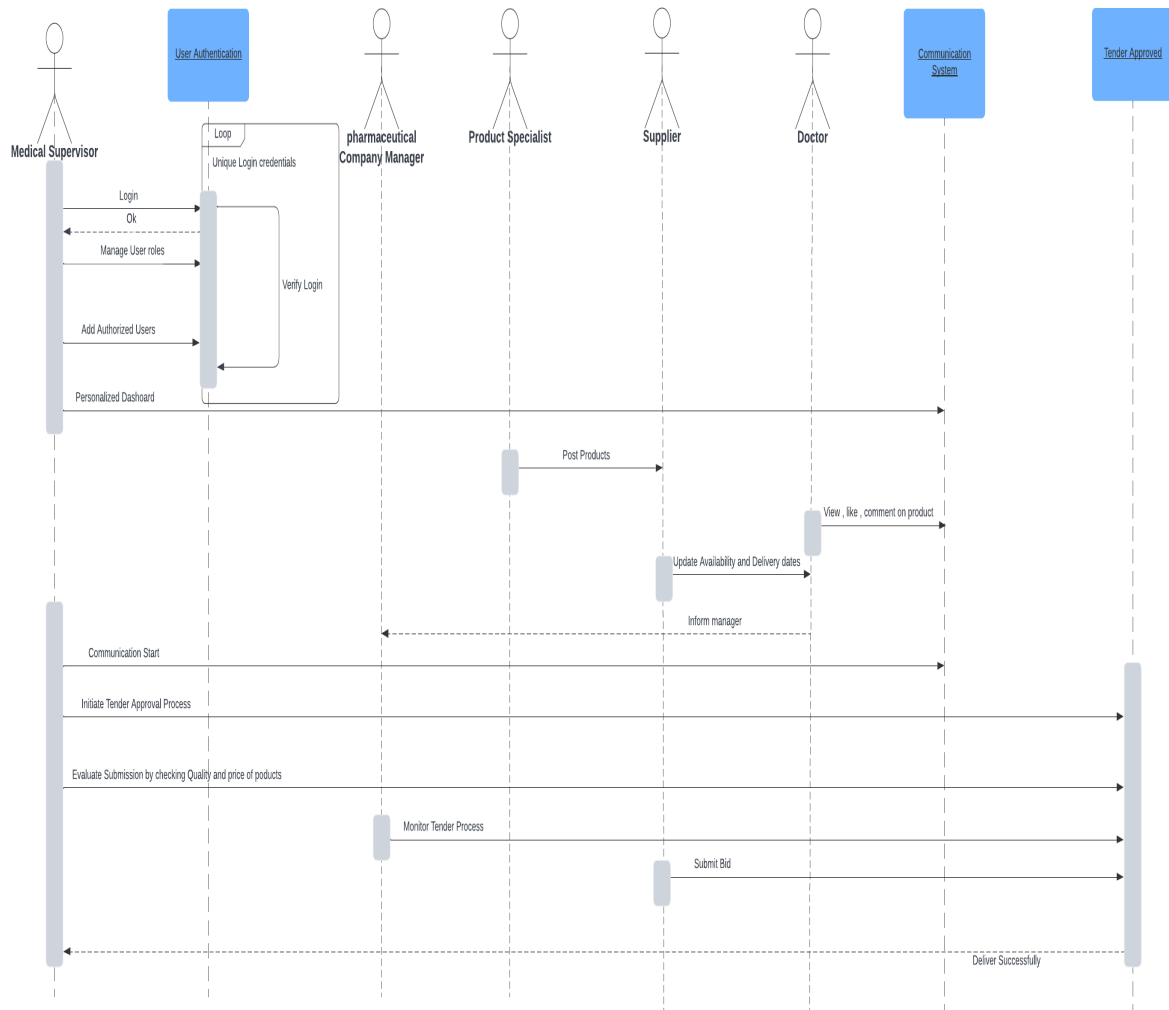 User Authentication
Communication
System
Tender Approved
Medical Supervisor
pharmaceutical
Company Manager
Product Specialist
Supplier
Doctor
Loop
Unique Login credentials
Login
Ok
Manage User roles
Verify Login
Add Authorized Users
Personalized Dashoard
Post Products
View , like , comment on product
Update Availability and Delivery dates
Inform manager
Communication Start
Initiate Tender Approval Process
Evaluate Submission by checking Quality and price of poducts
Monitor Tender Process
Submit Bid
Deliver Successfully